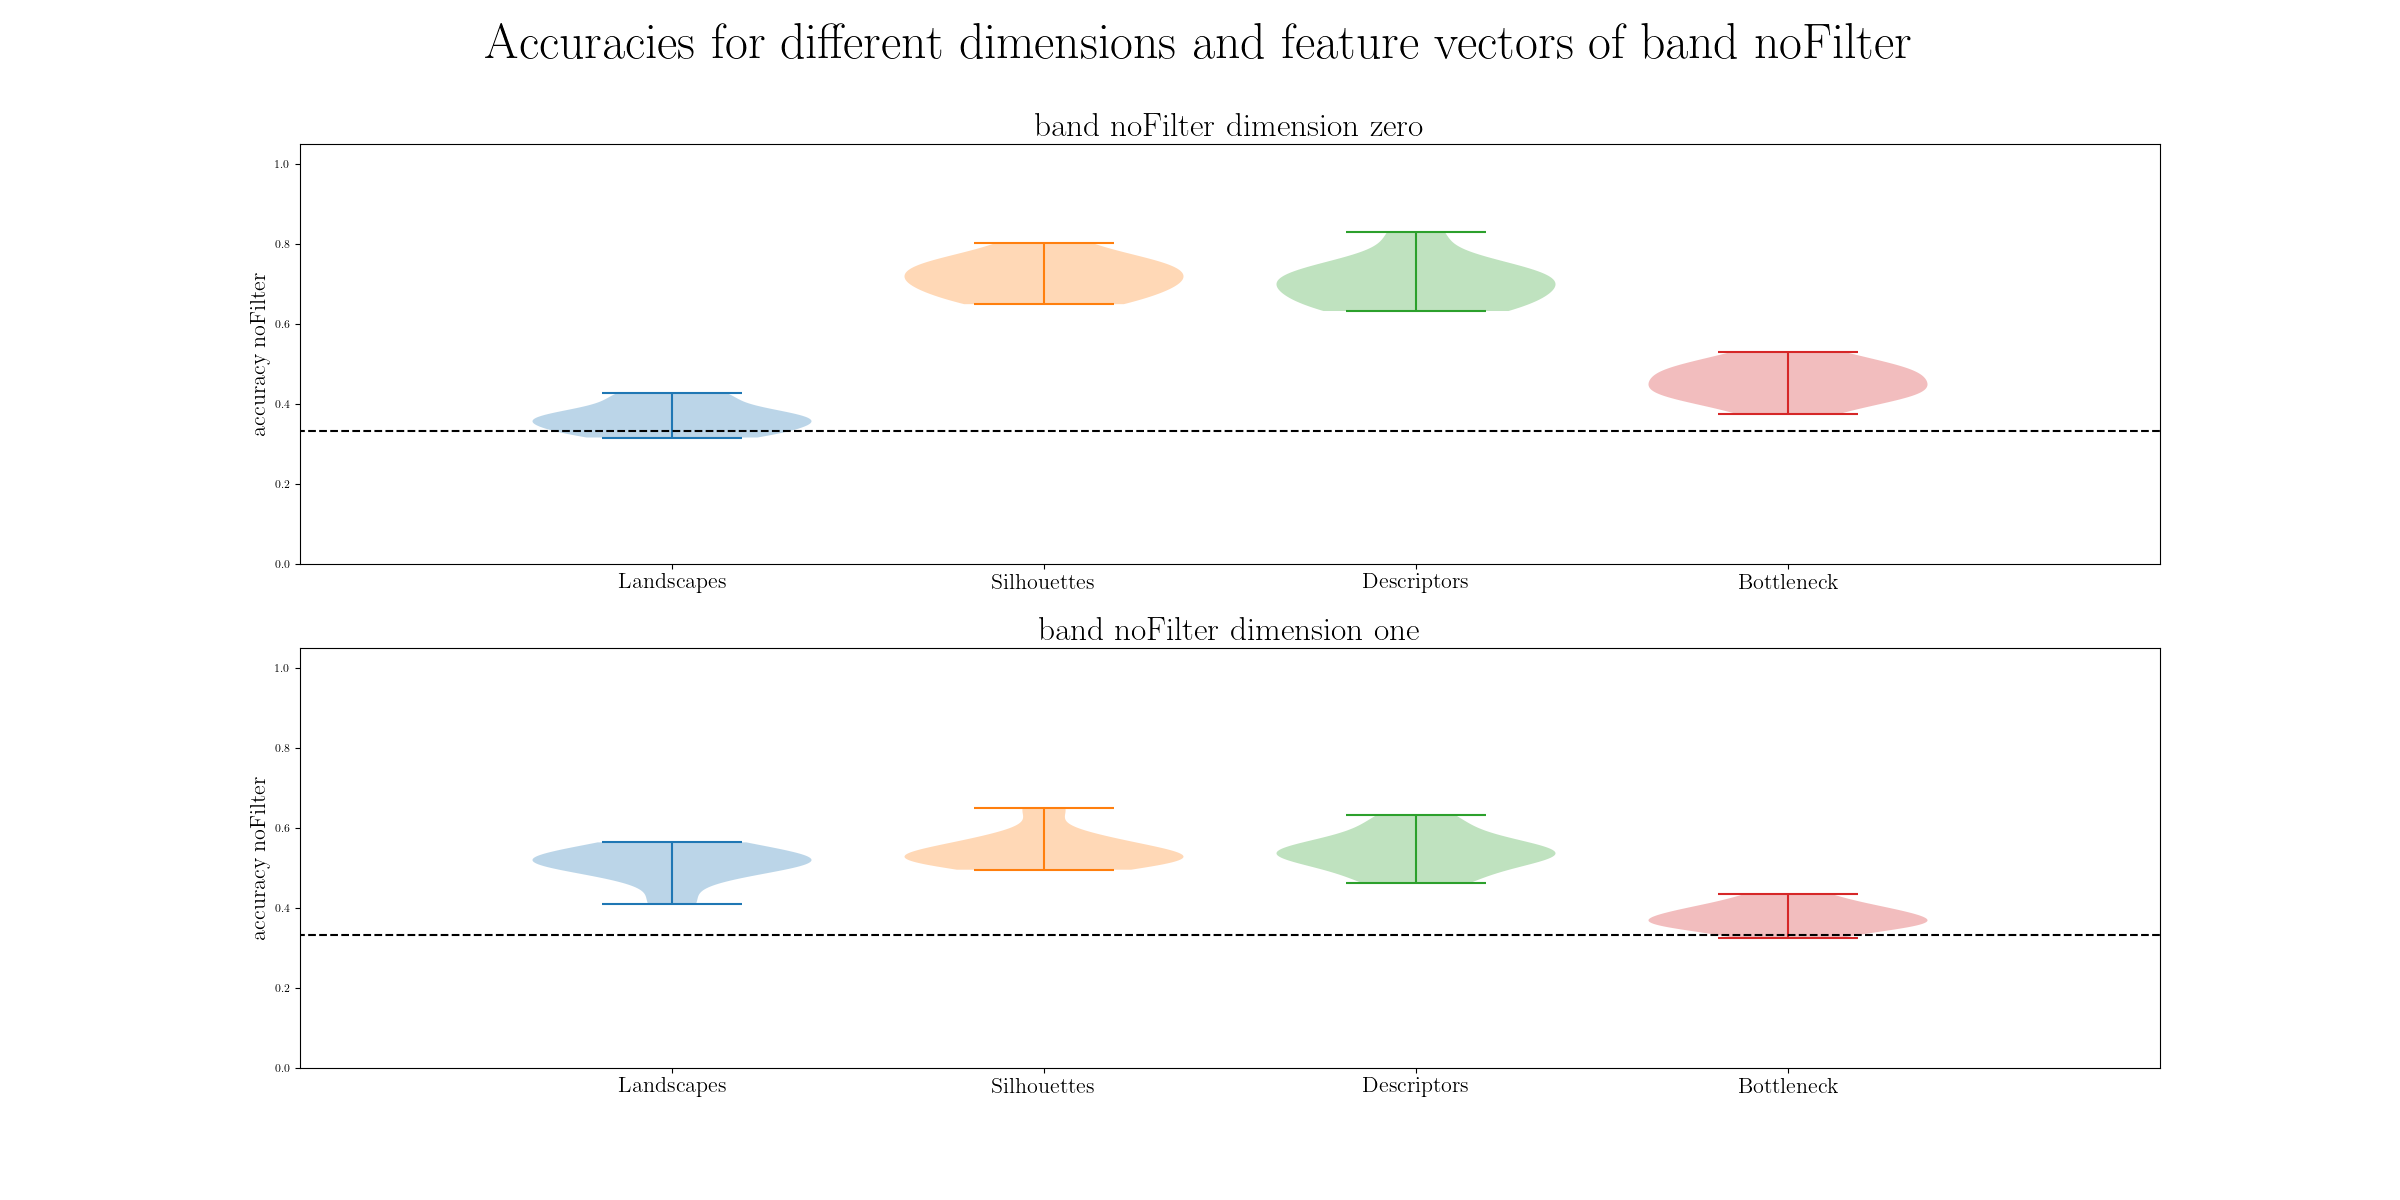 Accuracies for different dimensions and feature vectors of band noFilter
band noFilter dimension zero
accuracy noFilter
1.0
0.8
0.6
0.4
0.2
0.0
Landscapes Silhouettes Descriptors Bottleneck
band noFilter dimension one
accuracy noFilter
1.0
0.8
0.6
0.4
0.2
0.0
Landscapes Silhouettes Descriptors Bottleneck